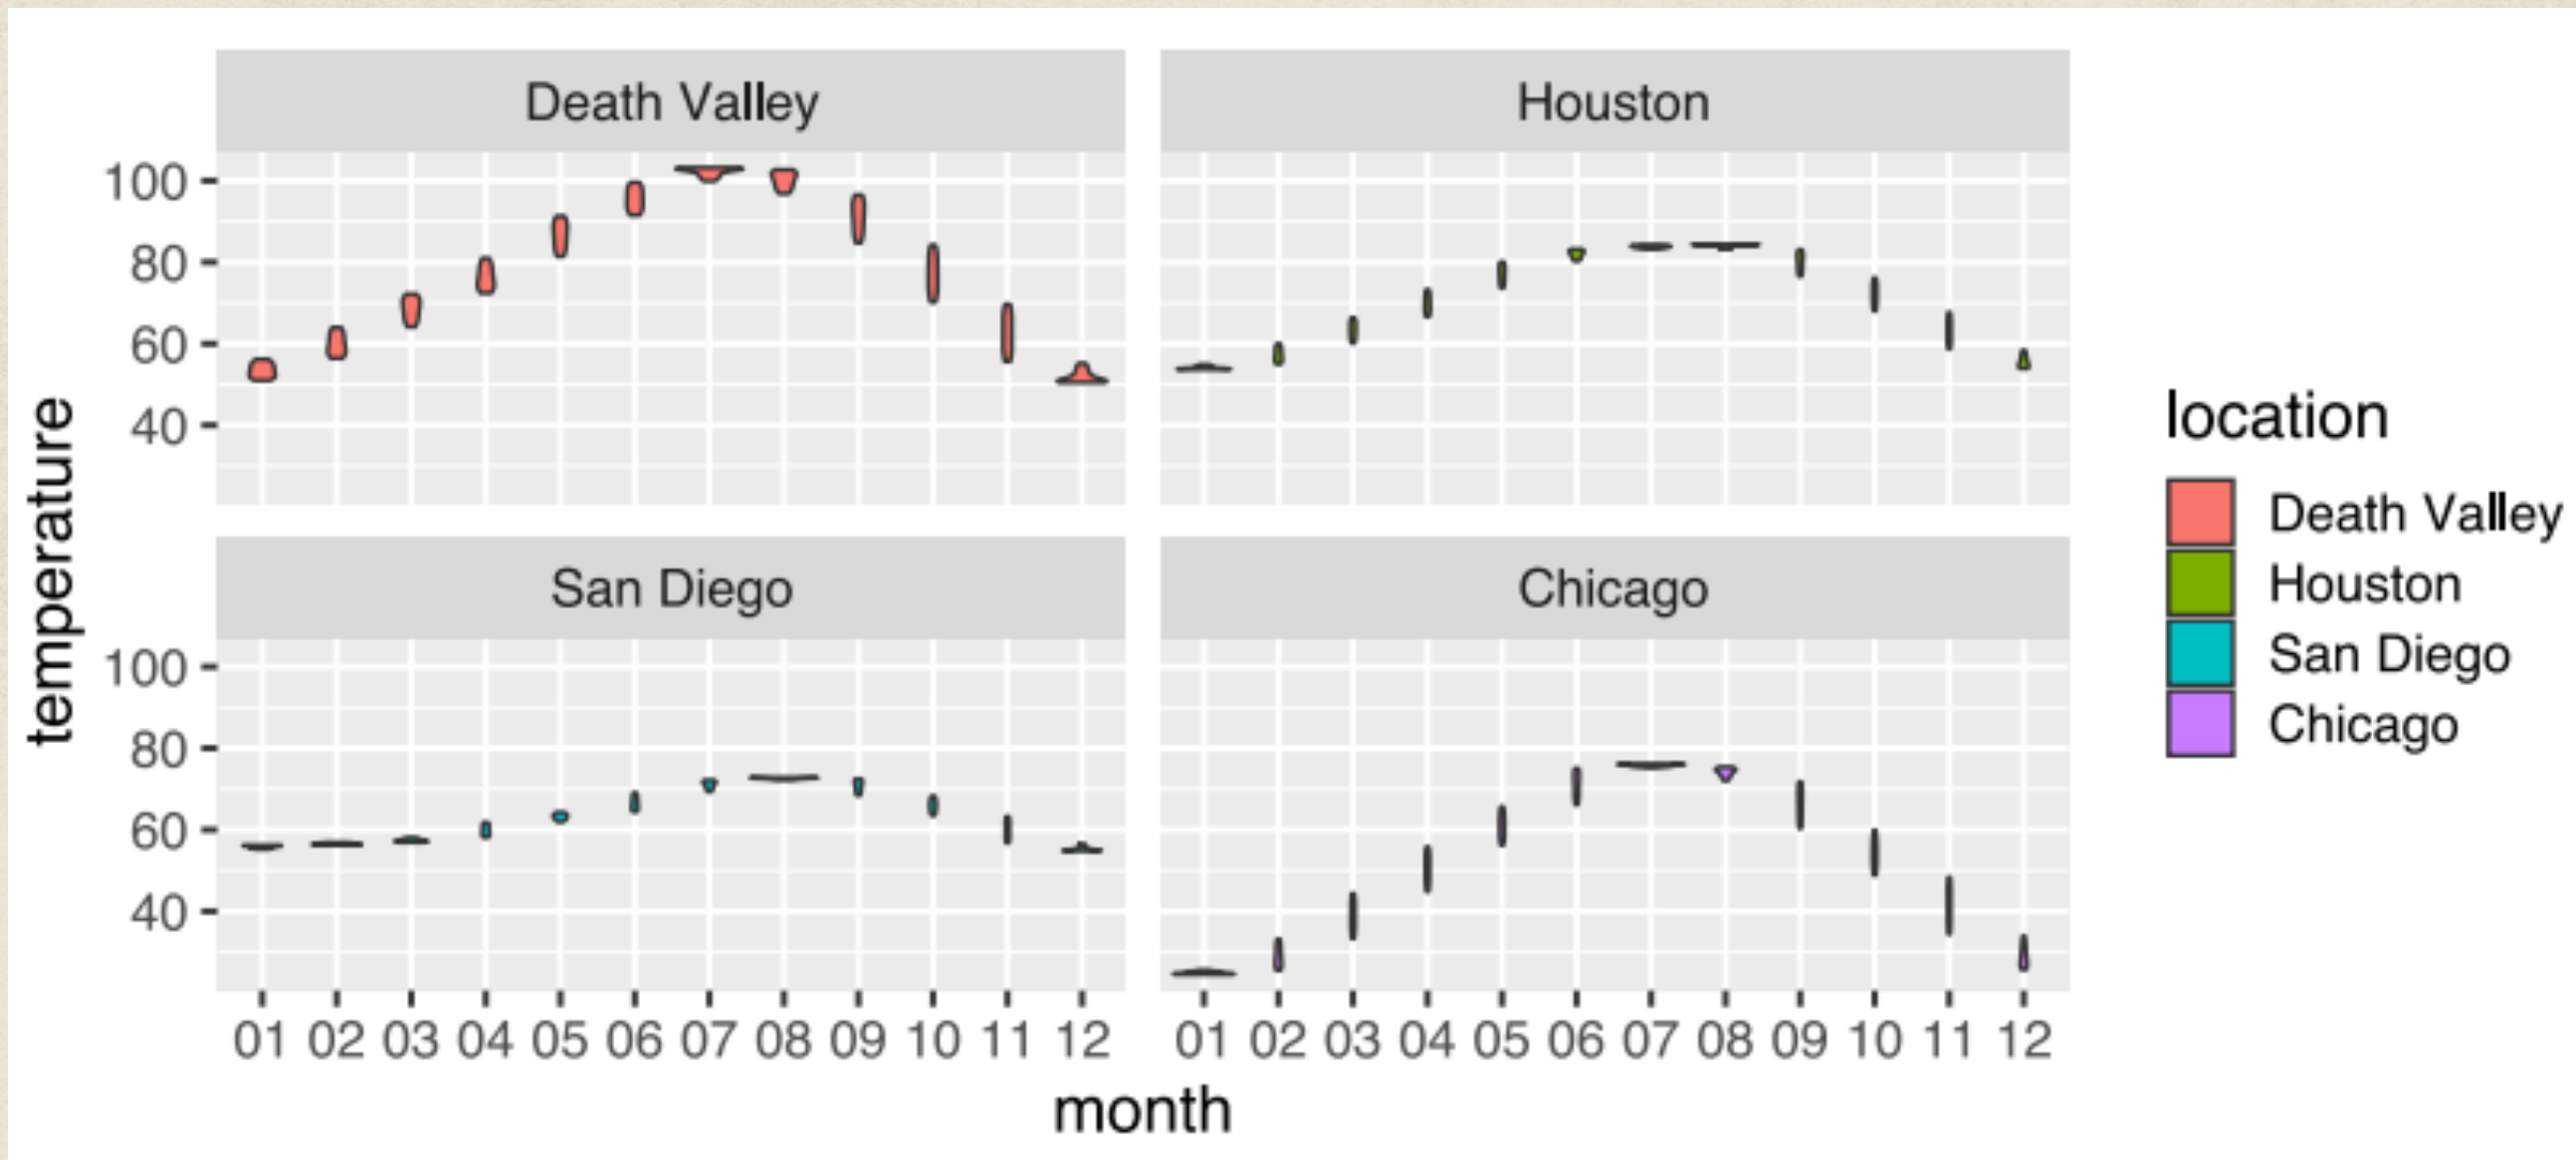 Death Valley
Houston
100
80
60
40
San Diego
Chicago
100
80
60
40
01 02 03 04 05 06 07 08 09 10 11 12
01 02 03 04 05 06 07 08 09 10 11 12
month
temperature
location
Death Valley
Houston
San Diego
Chicago